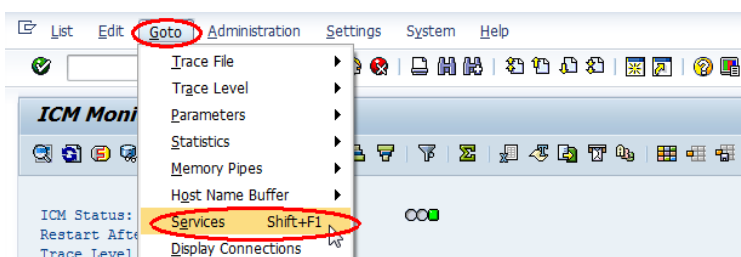 List Edit Goto Administration Settings System Help
Trace File
Trace Level
ICM Moni
Parameters
Statistics
Memory Pipes
Host Name Buffer
ICM Status:
Services Shift+F1
Restart Afte
Display Connections
Trace Level